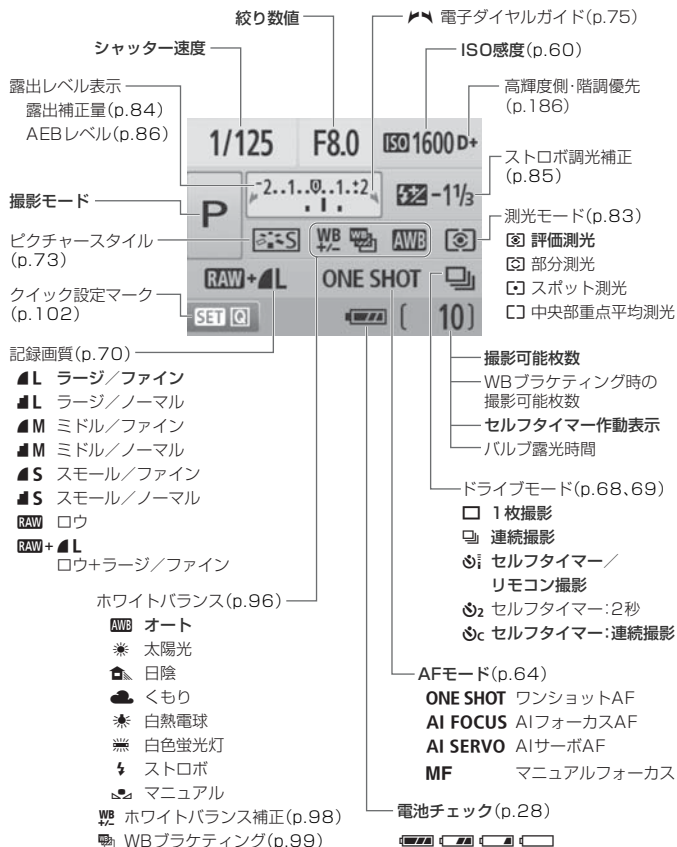 絞り数値
電子ダイヤルガイド(p.75)
シャッター速度
ISO感度(p.60)
露出レベル表示
露出補正量(p.84)
AEBレベル(p.86)
高輝度側・階調優先
(p.186)
1/125 F8.0 ISO 1600 D+
ストロボ調光補正
(p.85)
-2..1..0..1.:2
-1 1/3
撮影モード
P
測光モード(p.83)
評価測光
部分測光
スポット測光
中央部重点平均測光
ピクチャースタイル
(p.73)
S WB +/- WB AWB
RAW+L ONE SHOT
クイック設定マーク
(p.102)
SET Q [ 10]
記録画質(p.70)
L ラージ/ファイン
L ラージ/ノーマル
M ミドル/ファイン
M ミドル/ノーマル
S スモール/ファイン
S スモール/ノーマル
RAW ロウ
RAW+L
ロウ+ラージ/ファイン
撮影可能枚数
WBブラケティング時の
撮影可能枚数
セルフタイマー作動表示
バルブ露光時間
ドライブモード(p.68、69)
1枚撮影
連続撮影
セルフタイマー/
リモコン撮影
2 セルフタイマー:2秒
c セルフタイマー:連続撮影
ホワイトバランス(p.96)
AWB オート
太陽光
日陰
くもり
白熱電球
白色蛍光灯
ストロボ
マニュアル
WB +/- ホワイトバランス補正(p.98)
WB WBブラケティング(p.99)
AFモード(p.64)
ONE SHOT ワンショットAF
AI FOCUS AIフォーカスAF
AI SERVO AIサーボAF
MF マニュアルフォーカス
電池チェック(p.28)